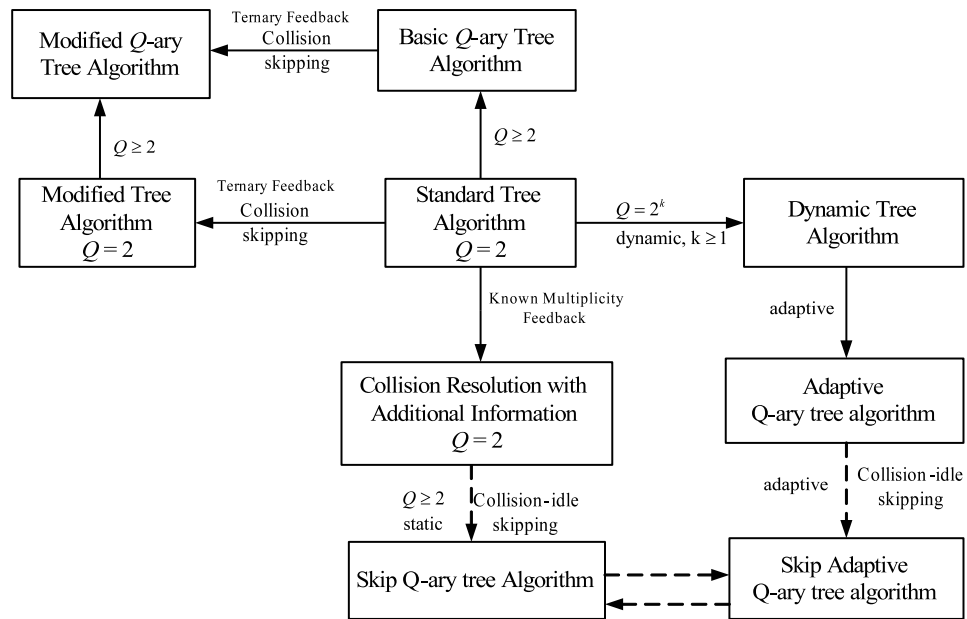 Modified Q-ary
Tree Algorithm
Ternary Feedback
Collision
skipping
Basic Q-ary Tree
Algorithm
Q ≥ 2
Q ≥ 2
Modified Tree
Algorithm
Q = 2
Ternary Feedback
Collision
skipping
Standard Tree
Algorithm
Q = 2
Q = 2^k
dynamic, k ≥ 1
Dynamic Tree
Algorithm
Known Multiplicity
Feedback
adaptive
Collision Resolution with
Additional Information
Q = 2
Adaptive
Q-ary tree algorithm
Q ≥ 2
static
Collision-idle
skipping
adaptive
Collision-idle
skipping
Skip Q-ary tree Algorithm
Skip Adaptive
Q-ary tree algorithm